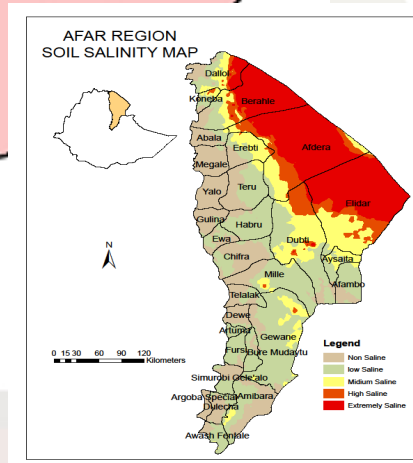 AFAR REGION
SOIL SALINITY MAP
Dallol
Koneba
Berahle
Abala
Erebti
Afdera
Megale
Yalo
Teru
Gulina
Habru
Elidar
Ewa
Dubti
Chifra
Aysaita
Mille
Afambo
Telalak
Dewe
Artuma
Gewane
Fursi
Bure Mudaytu
Simurobi Gele'alo
Argoba Special
Amibara
Dulecha
Awash Fentale
N
0 15 30 60 90 120
Kilometers
Legend
Non Saline
low Saline
Midium Saline
High Saline
Extremely Saline